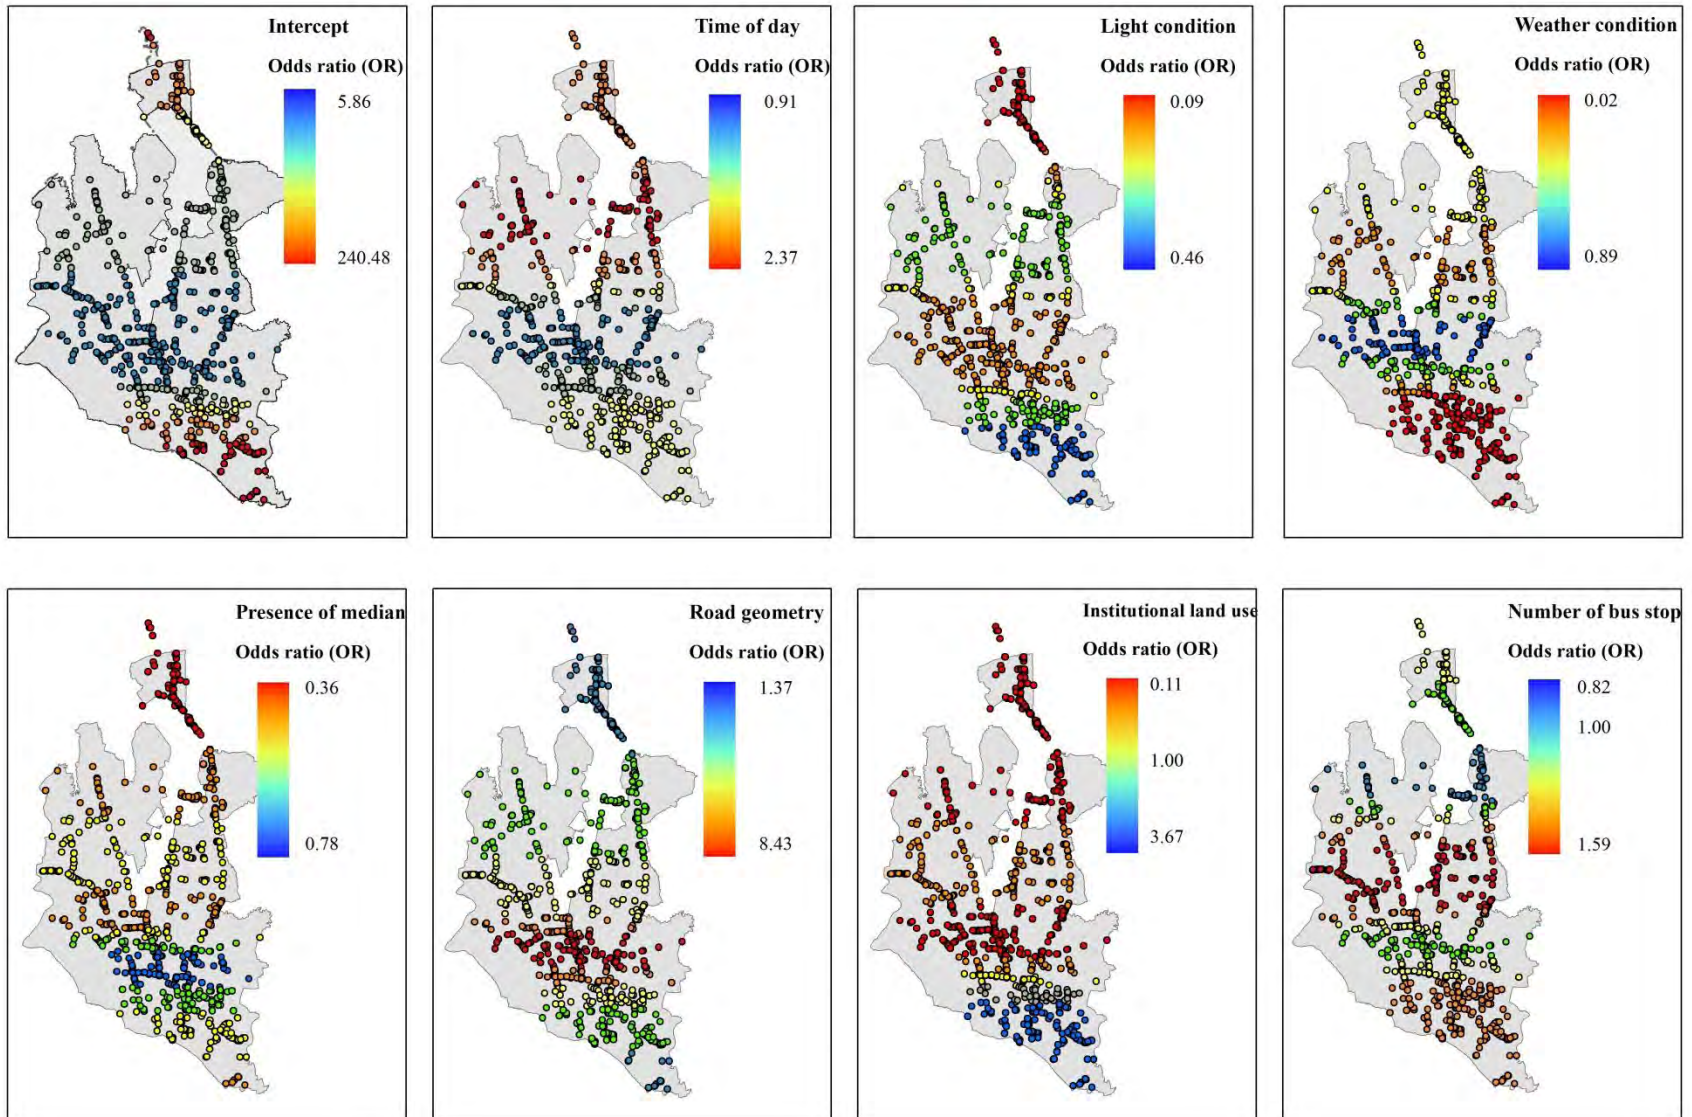 Intercept
Odds ratio (OR)
5.86
240.48
Time of day
Odds ratio (OR)
0.91
2.37
Light condition
Odds ratio (OR)
0.09
0.46
Weather condition
Odds ratio (OR)
0.02
0.89
Presence of median
Odds ratio (OR)
0.36
0.78
Road geometry
Odds ratio (OR)
1.37
8.43
Institutional land use
Odds ratio (OR)
0.11
1.00
3.67
Number of bus stop
Odds ratio (OR)
0.82
1.00
1.59